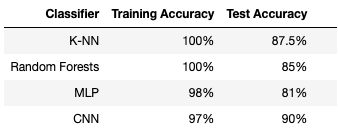 Classifier Training Accuracy Test Accuracy
K-NN 100% 87.5%
Random Forests 100% 85%
MLP 98% 81%
CNN 97% 90%